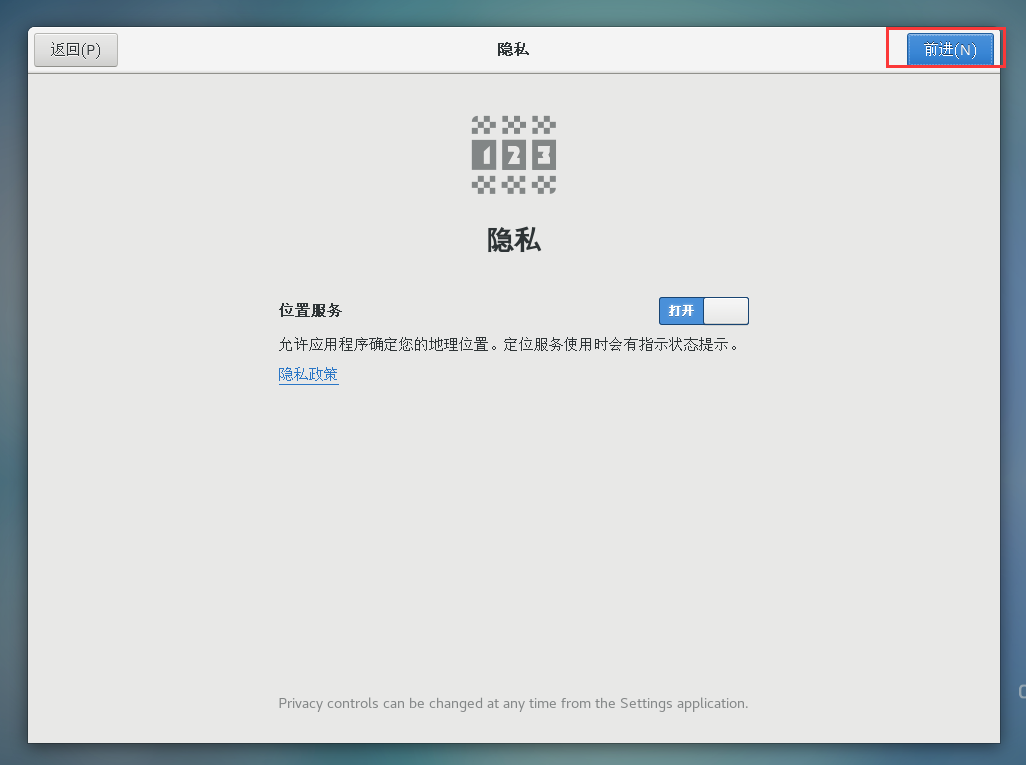 返回(P)
隐私
前进(N)
1 2 3
隐私
位置服务
打开
允许应用程序确定您的地理位置。定位服务使用时会有指示状态提示。
隐私政策
Privacy controls can be changed at any time from the Settings application.